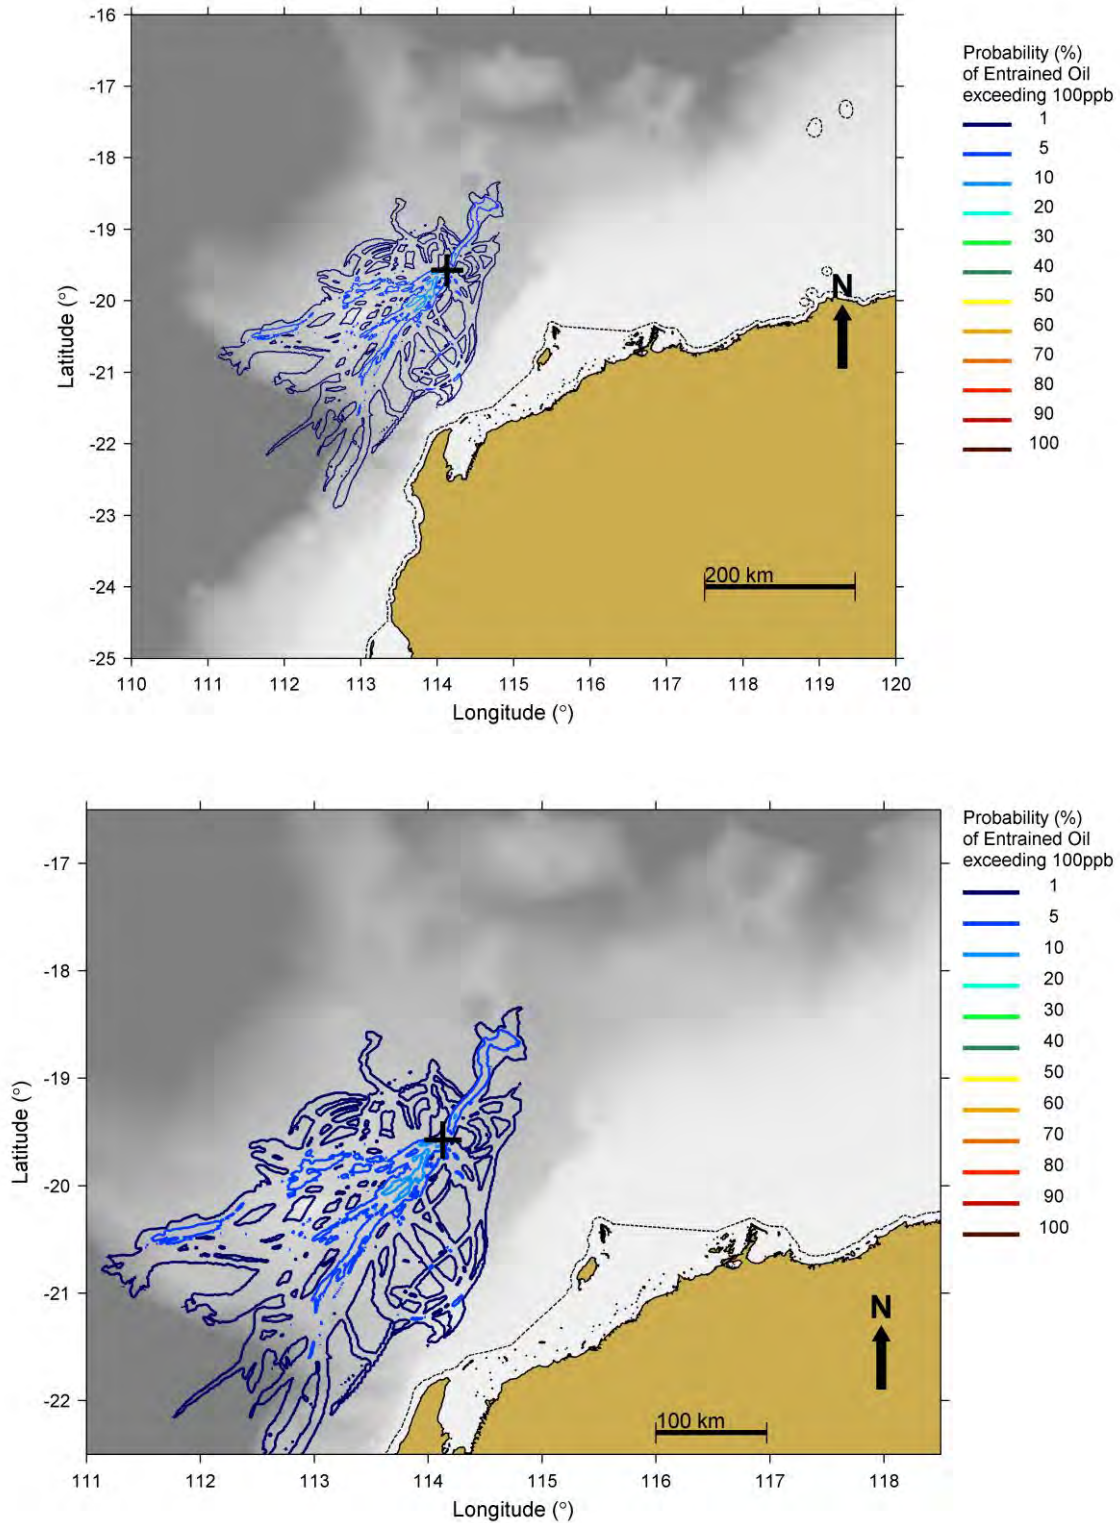 -16
-17
-18
-19
-20
-21
-22
-23
-24
-25
Latitude (°)
110 111 112 113 114 115 116 117 118 119 120
Longitude (°)
N
200 km
Probability (%)
of Entrained Oil
exceeding 100ppb
1
5
10
20
30
40
50
60
70
80
90
100
-17
-18
-19
-20
-21
-22
Latitude (°)
111 112 113 114 115 116 117 118
Longitude (°)
N
100 km
Probability (%)
of Entrained Oil
exceeding 100ppb
1
5
10
20
30
40
50
60
70
80
90
100